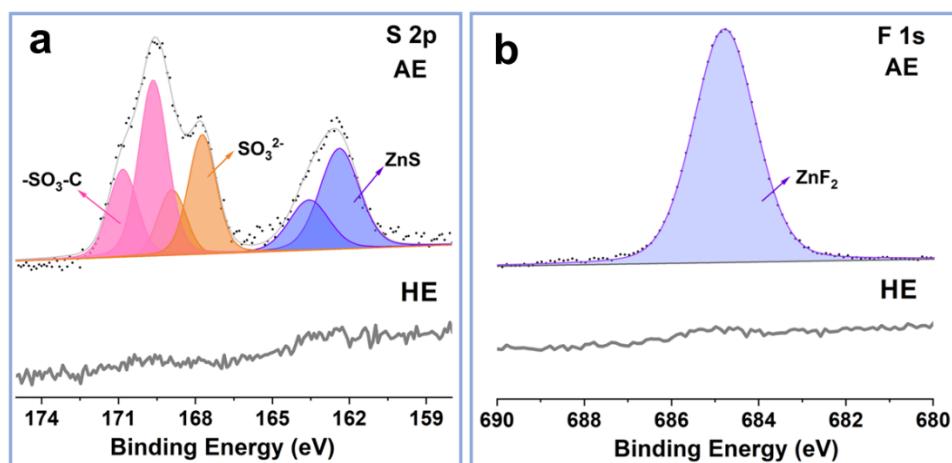 a
S 2p
AE
-SO₃-C
SO₃²⁻
ZnS
HE
174 171 168 165 162 159
Binding Energy (eV)
b
F 1s
AE
ZnF₂
HE
690 688 686 684 682 680
Binding Energy (eV)